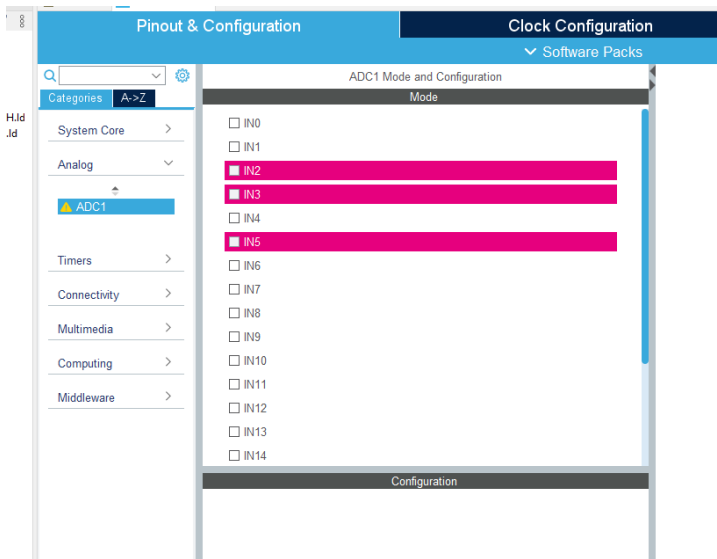 Pinout & Configuration
Clock Configuration
Software Packs
H.ld
.ld
Categories
A->Z
System Core
Analog
ADC1
Timers
Connectivity
Multimedia
Computing
Middleware
ADC1 Mode and Configuration
Mode
IN0
IN1
IN2
IN3
IN4
IN5
IN6
IN7
IN8
IN9
IN10
IN11
IN12
IN13
IN14
Configuration